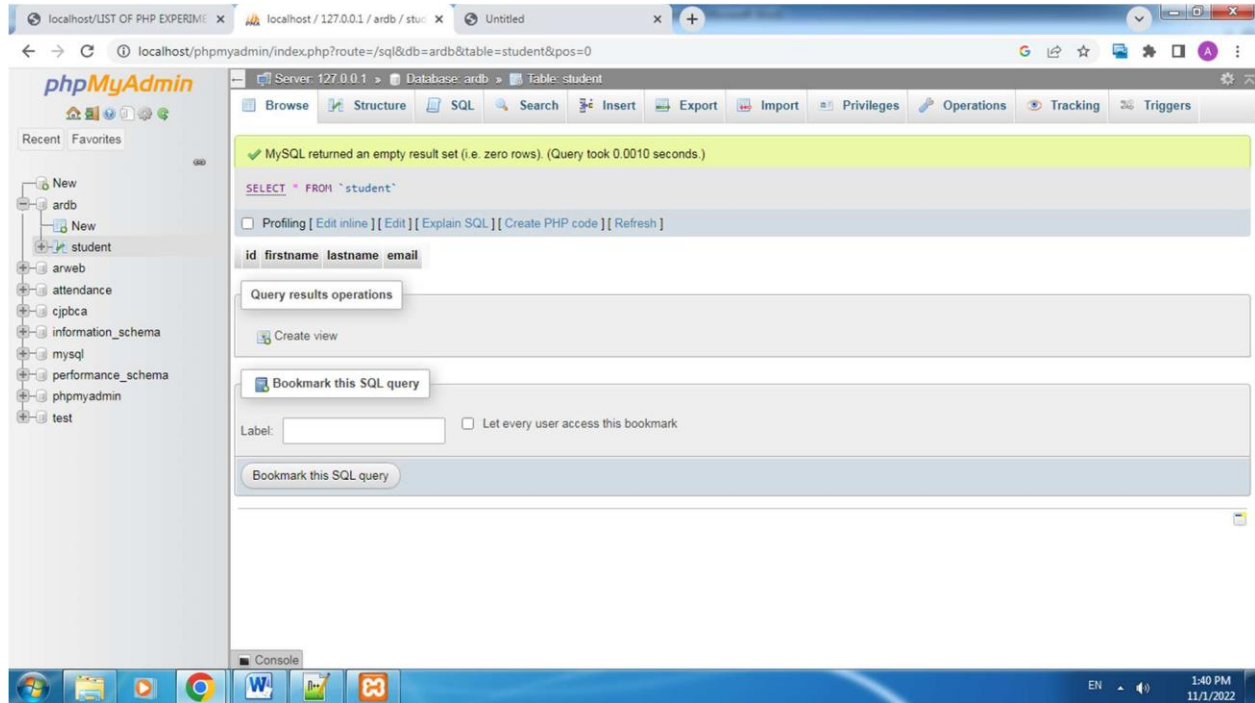 localhost/LIST OF PHP EXPERIME
localhost / 127.0.0.1 / ardb / stud
Untitled
localhost/phpmyadmin/index.php?route=/sql&db=ardb&table=student&pos=0
A
phpMyAdmin
Recent Favorites
New
ardb
New
student
arweb
attendance
cjpbca
information_schema
mysql
performance_schema
phpmyadmin
test
Server: 127.0.0.1 » Database: ardb » Table: student
Browse Structure SQL Search Insert Export Import Privileges Operations Tracking Triggers
MySQL returned an empty result set (i.e. zero rows). (Query took 0.0010 seconds.)
SELECT * FROM `student`
Profiling [ Edit inline ] [ Edit ] [ Explain SQL ] [ Create PHP code ] [ Refresh ]
id firstname lastname email
Query results operations
Create view
Bookmark this SQL query
Label: Let every user access this bookmark
Bookmark this SQL query
Console
EN 1:40 PM
11/1/2022